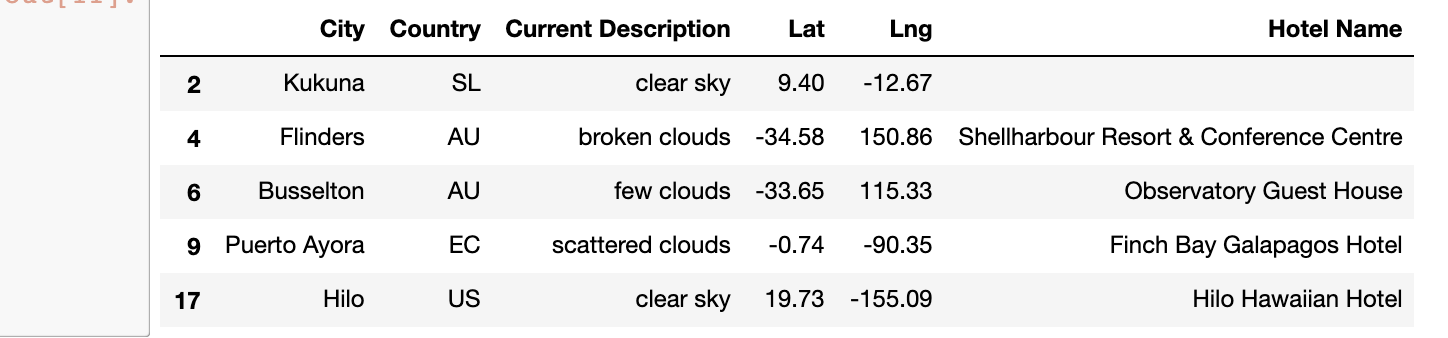 City Country Current Description Lat Lng Hotel Name
2 Kukuna SL clear sky 9.40 -12.67
4 Flinders AU broken clouds -34.58 150.86 Shellharbour Resort & Conference Centre
6 Busselton AU few clouds -33.65 115.33 Observatory Guest House
9 Puerto Ayora EC scattered clouds -0.74 -90.35 Finch Bay Galapagos Hotel
17 Hilo US clear sky 19.73 -155.09 Hilo Hawaiian Hotel